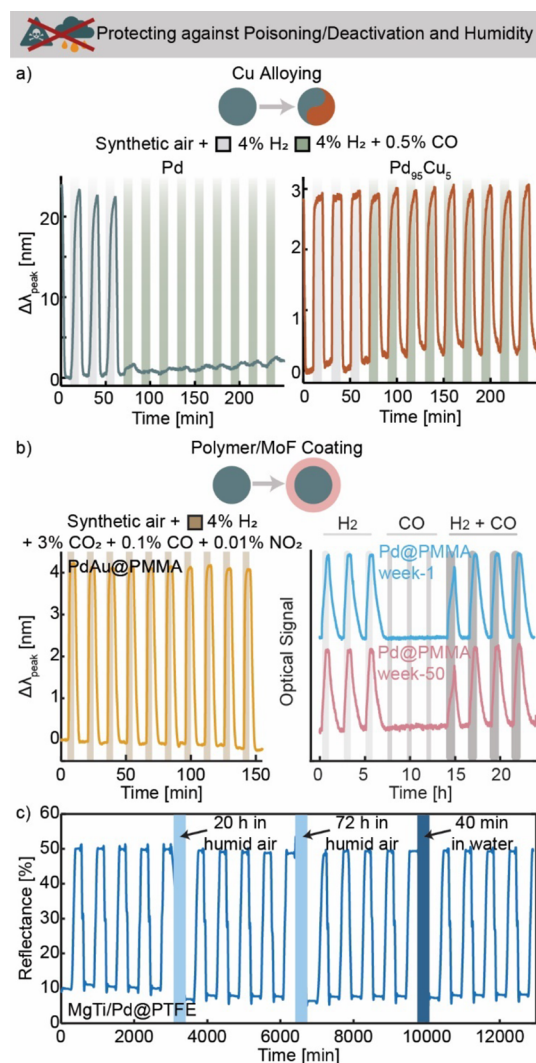 Protecting against Poisoning/Deactivation and Humidity
a)
Cu Alloying
Synthetic air + 4% H₂ 4% H₂ + 0.5% CO
Pd
Pd₉₅Cu₅
Δλpeak [nm]
20
10
0
3
2
1
0
0 50 100 150 200
0 50 100 150 200
Time [min]
Time [min]
b)
Polymer/MoF Coating
Synthetic air + 4% H₂
+ 3% CO₂ + 0.1% CO + 0.01% NO₂
PdAu@PMMA
Δλpeak [nm]
4
3
2
1
0
0 50 100 150
Time [min]
H₂ CO H₂ + CO
Pd@PMMA
week-1
Pd@PMMA
week-50
Optical Signal
0 5 10 15 20
Time [h]
c)
60
50
40
30
20
10
0
Reflectance [%]
20 h in
humid air
72 h in
humid air
40 min
in water
MgTi/Pd@PTFE
0 2000 4000 6000 8000 10000 12000
Time [min]